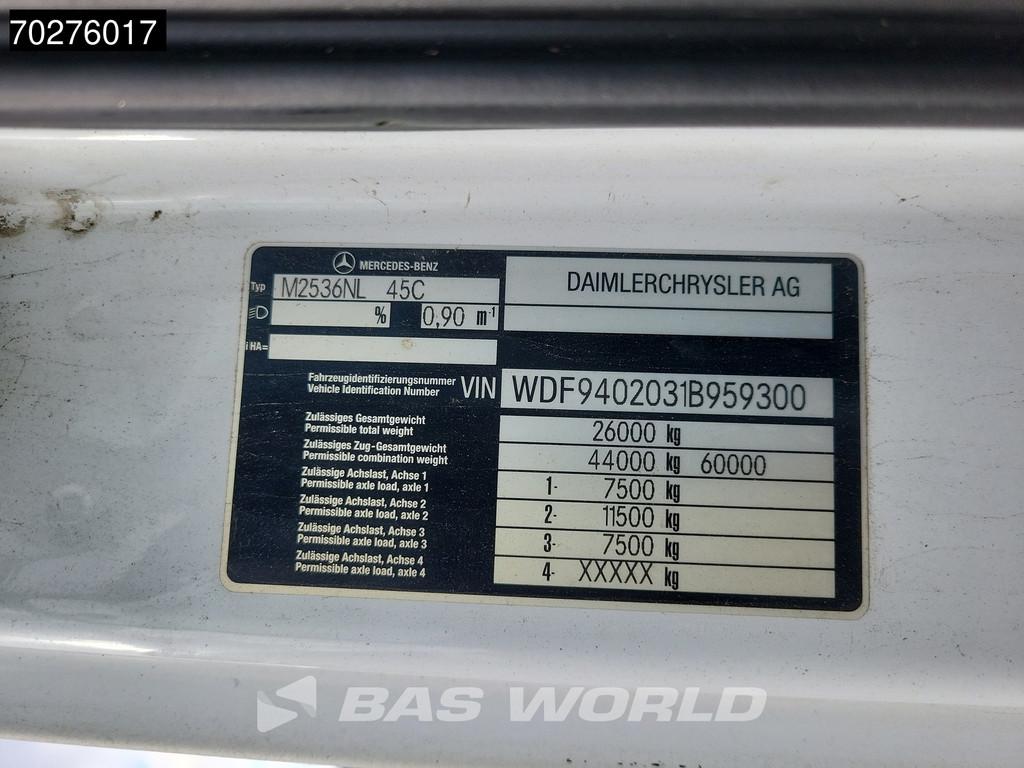 70276017
MERCEDES-BENZ
DAIMLERCHRYSLER AG
Typ M2536NL 45C
% 0,90 m-1
i HA=
Fahrzeugidentifizierungsnummer
Vehicle Identification Number
VIN WDF9402031B959300
Zulässiges Gesamtgewicht
Permissible total weight
26000 kg
Zulässiges Zug-Gesamtgewicht
Permissible combination weight
44000 kg 60000
Zulässige Achslast, Achse 1
Permissible axle load, axle 1
1- 7500 kg
Zulässige Achslast, Achse 2
Permissible axle load, axle 2
2- 11500 kg
Zulässige Achslast, Achse 3
Permissible axle load, axle 3
3- 7500 kg
Zulässige Achslast, Achse 4
Permissible axle load, axle 4
4- XXXXX kg
BAS WORLD